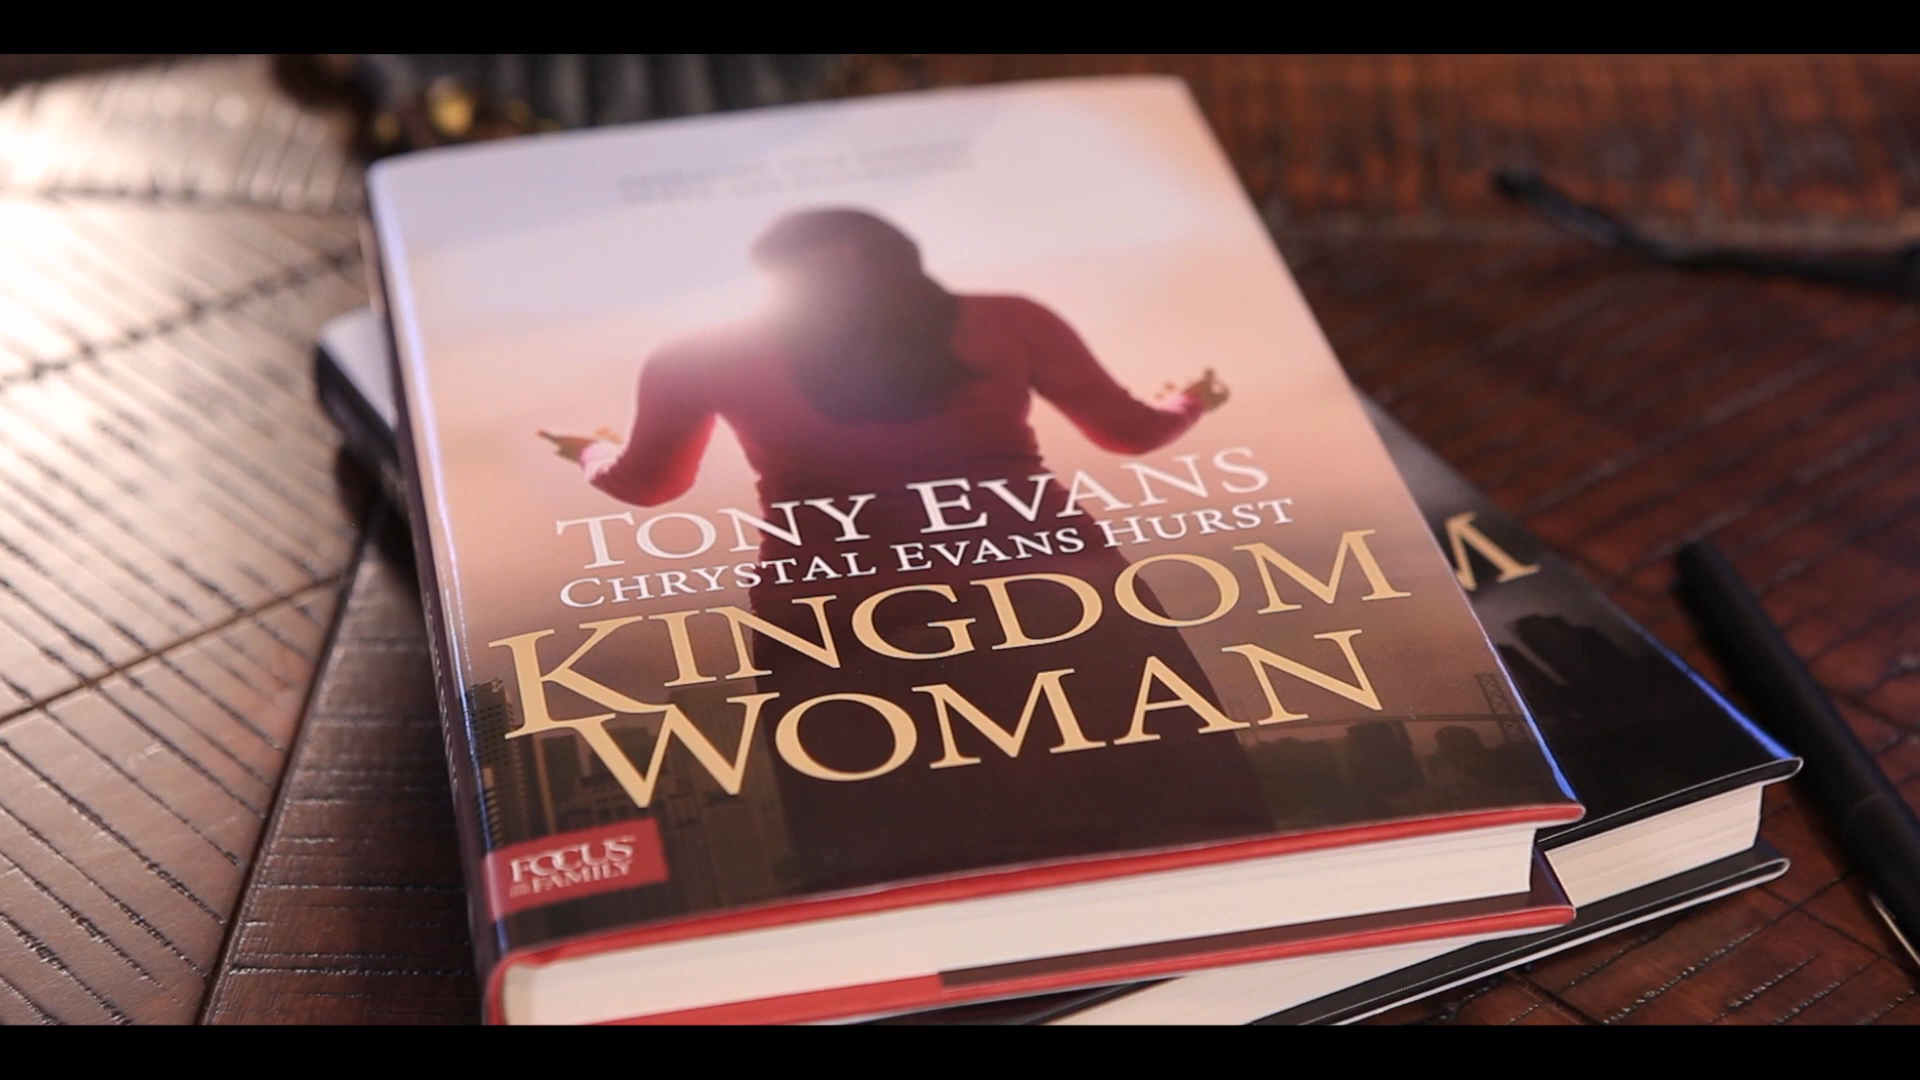 TONY EVANS
CHRYSTAL EVANS HURST
KINGDOM
WOMAN
FOCUS
FAMILY
M